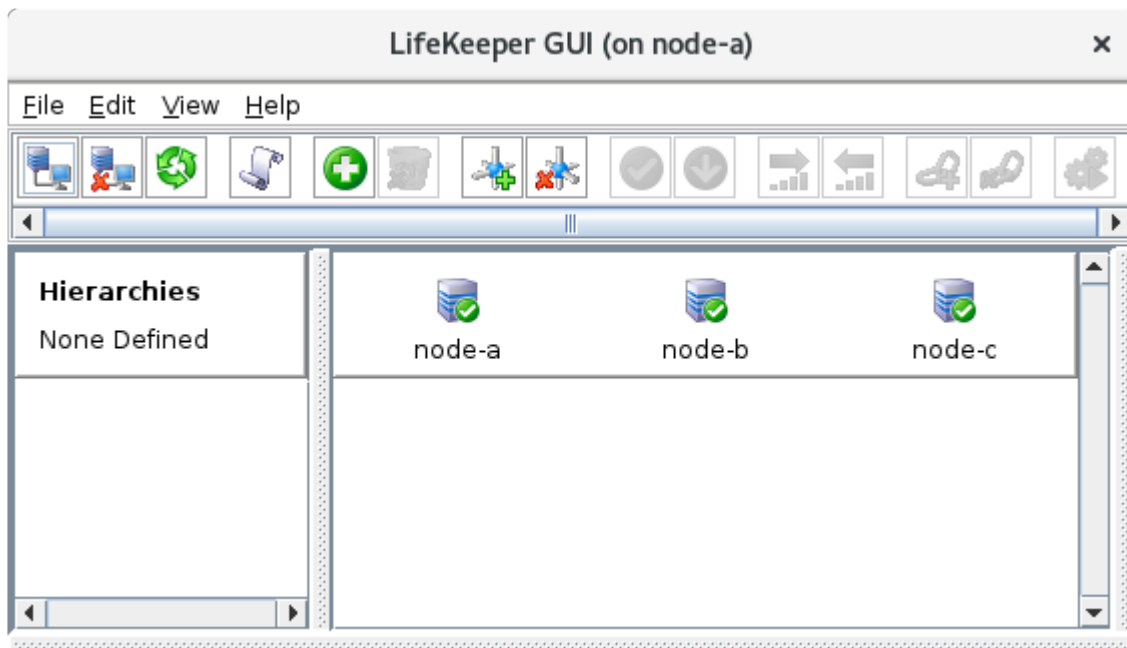 LifeKeeper GUI (on node-a)
File Edit View Help
Hierarchies
None Defined
node-a node-b node-c